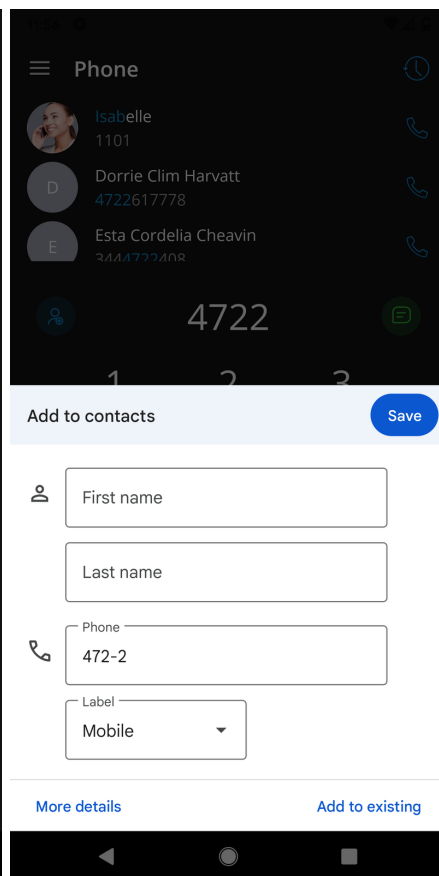 Phone
Isabelle
1101
D
Dorrie Clim Harvatt
4722617778
E
Esta Cordelia Cheavin
3444722408
4722
1 2 3
Add to contacts
Save
First name
Last name
Phone
472-2
Label
Mobile
More details
Add to existing